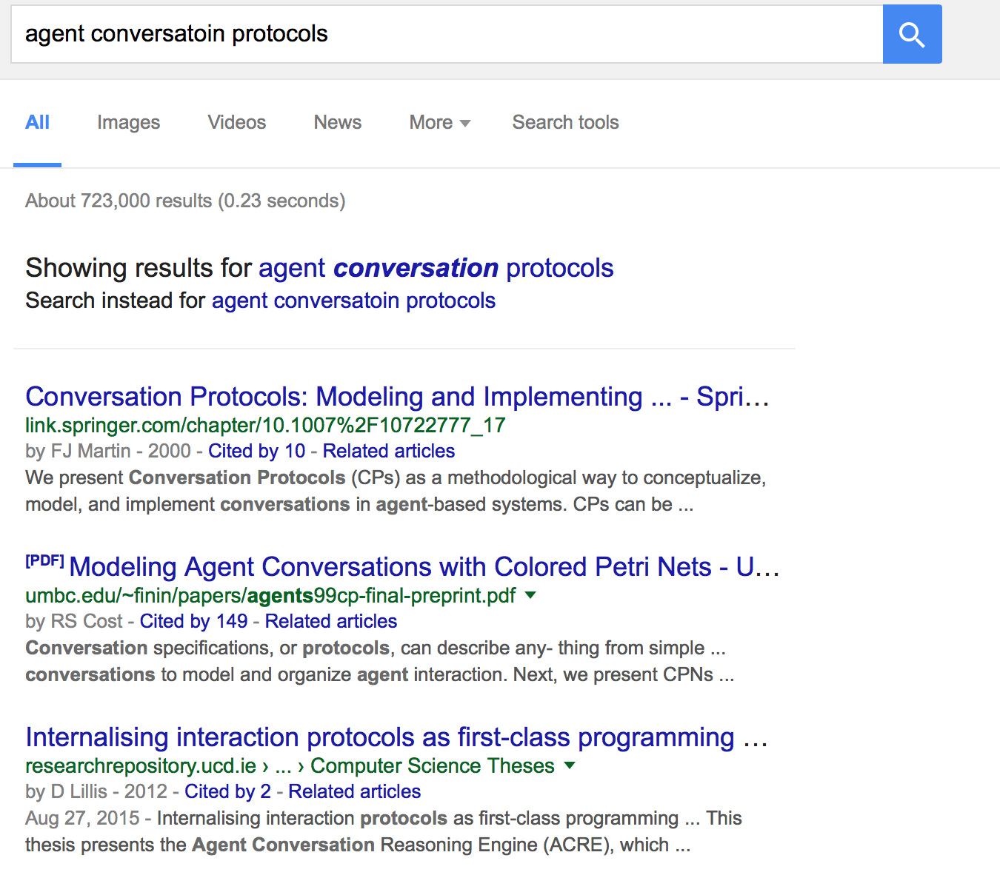 agent conversatoin protocols
All Images Videos News More Search tools
About 723,000 results (0.23 seconds)
Showing results for agent conversation protocols
Search instead for agent conversatoin protocols
Conversation Protocols: Modeling and Implementing ... - Spri...
link.springer.com/chapter/10.1007%2F10722777_17
by FJ Martin - 2000 - Cited by 10 - Related articles
We present Conversation Protocols (CPs) as a methodological way to conceptualize,
model, and implement conversations in agent-based systems. CPs can be ...
[PDF] Modeling Agent Conversations with Colored Petri Nets - U...
umbc.edu/~finin/papers/agents99cp-final-preprint.pdf
by RS Cost - Cited by 149 - Related articles
Conversation specifications, or protocols, can describe any- thing from simple ...
conversations to model and organize agent interaction. Next, we present CPNs ...
Internalising interaction protocols as first-class programming ...
researchrepository.ucd.ie › ... › Computer Science Theses
by D Lillis - 2012 - Cited by 2 - Related articles
Aug 27, 2015 - Internalising interaction protocols as first-class programming ... This
thesis presents the Agent Conversation Reasoning Engine (ACRE), which ...